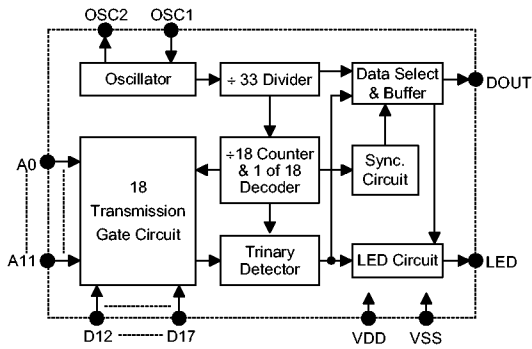 OSC2 OSC1
Oscillator
÷ 33 Divider
Data Select
& Buffer
DOUT
A0
18
Transmission
Gate Circuit
÷18 Counter
& 1 of 18
Decoder
Sync.
Circuit
A11
Trinary
Detector
LED Circuit
LED
D12 D17
VDD VSS